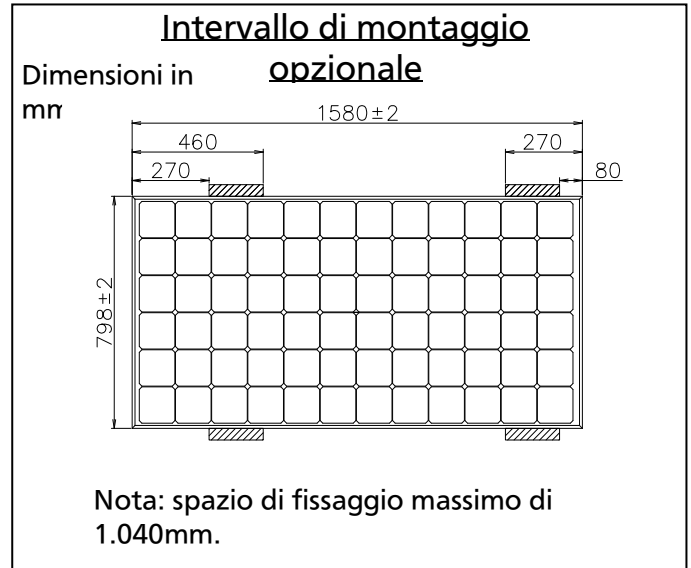 Intervallo di montaggio
opzionale
Dimensioni in
mm
1580±2
460
270
270
80
798±2
Nota: spazio di fissaggio massimo di
1.040mm.